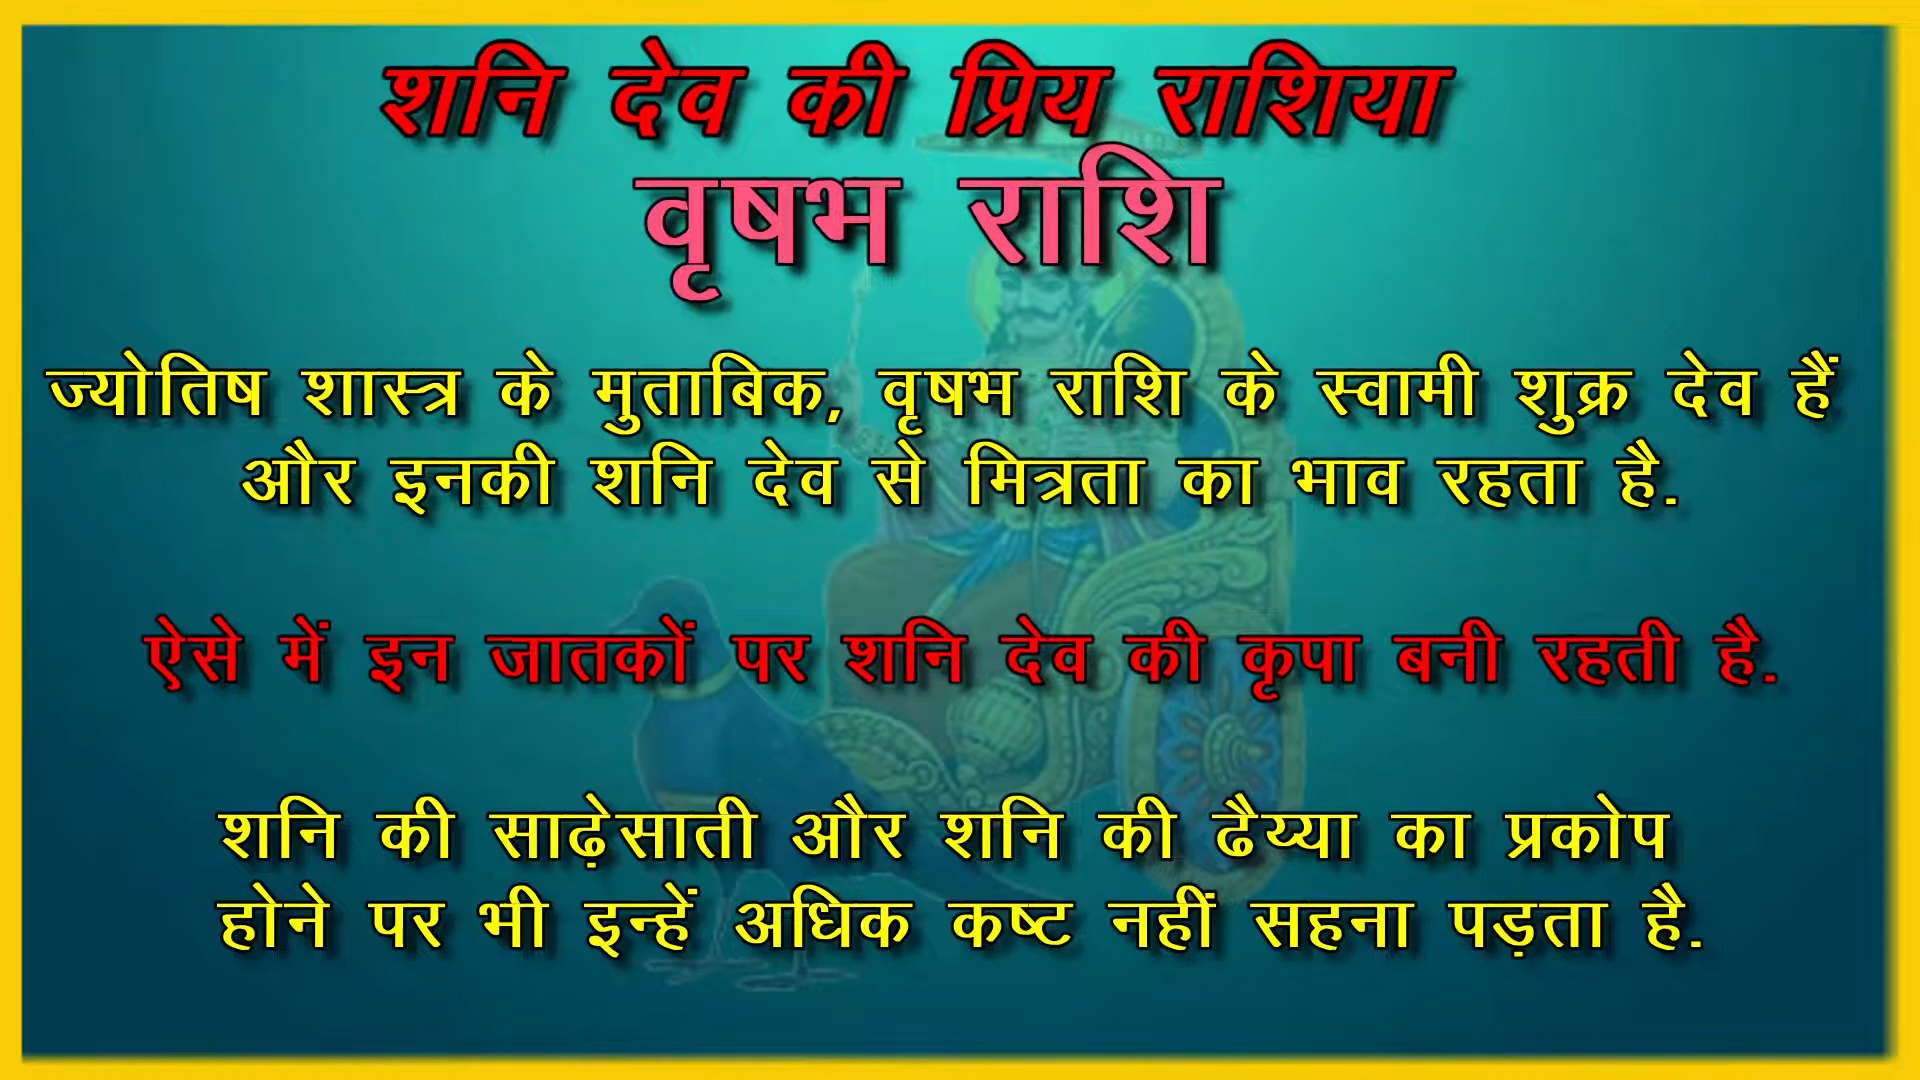 शनि देव की प्रिय राशिया
वृषभ राशि
ज्योतिष शास्त्र के मुताबिक, वृषभ राशि के स्वामी शुक्र देव हैं
और इनकी शनि देव से मित्रता का भाव रहता है.
ऐसे में इन जातकों पर शनि देव की कृपा बनी रहती है.
शनि की साढ़ेसाती और शनि की ढैय्या का प्रकोप
होने पर भी इन्हें अधिक कष्ट नहीं सहना पड़ता है.